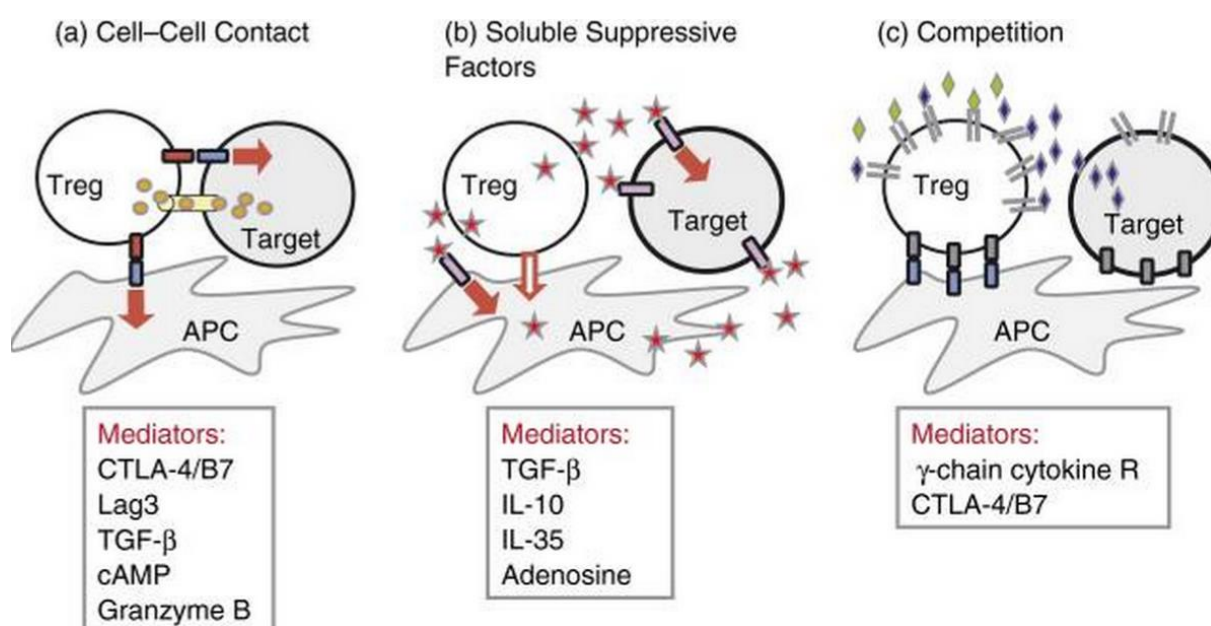 (a) Cell–Cell Contact
Treg
Target
APC
Mediators:
CTLA-4/B7
Lag3
TGF-β
cAMP
Granzyme B
(b) Soluble Suppressive
Factors
Treg
Target
APC
Mediators:
TGF-β
IL-10
IL-35
Adenosine
(c) Competition
Treg
Target
APC
Mediators:
γ-chain cytokine R
CTLA-4/B7